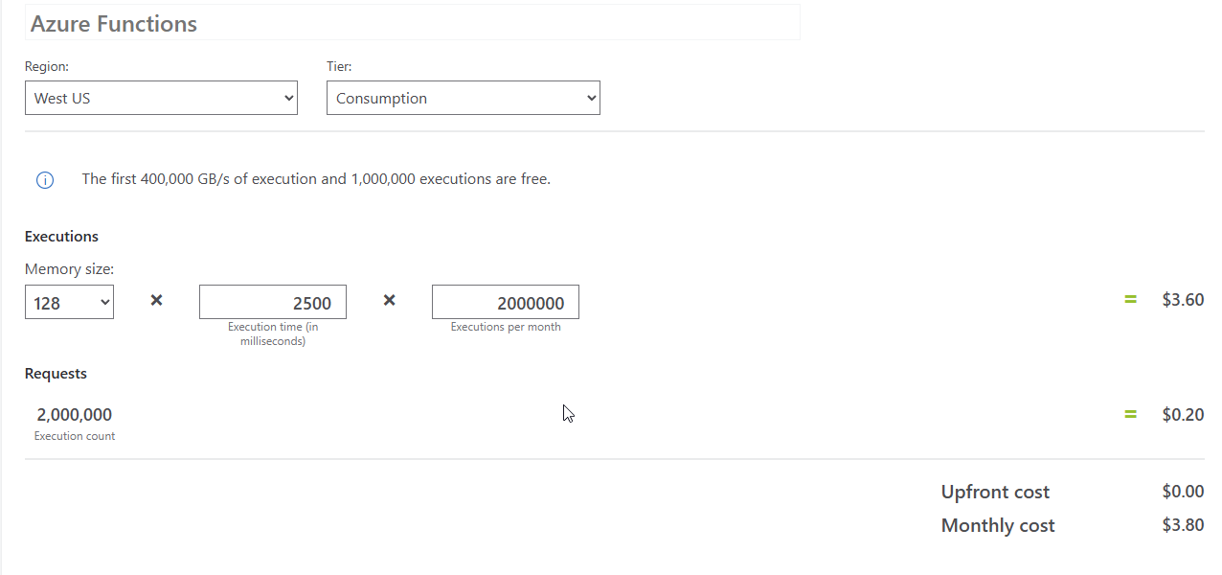 Azure Functions
Region:
Tier:
West US
Consumption
The first 400,000 GB/s of execution and 1,000,000 executions are free.
Executions
Memory size:
128 × 2500 × 2000000 = $3.60
Execution time (in
milliseconds)
Executions per month
Requests
2,000,000 = $0.20
Execution count
Upfront cost $0.00
Monthly cost $3.80